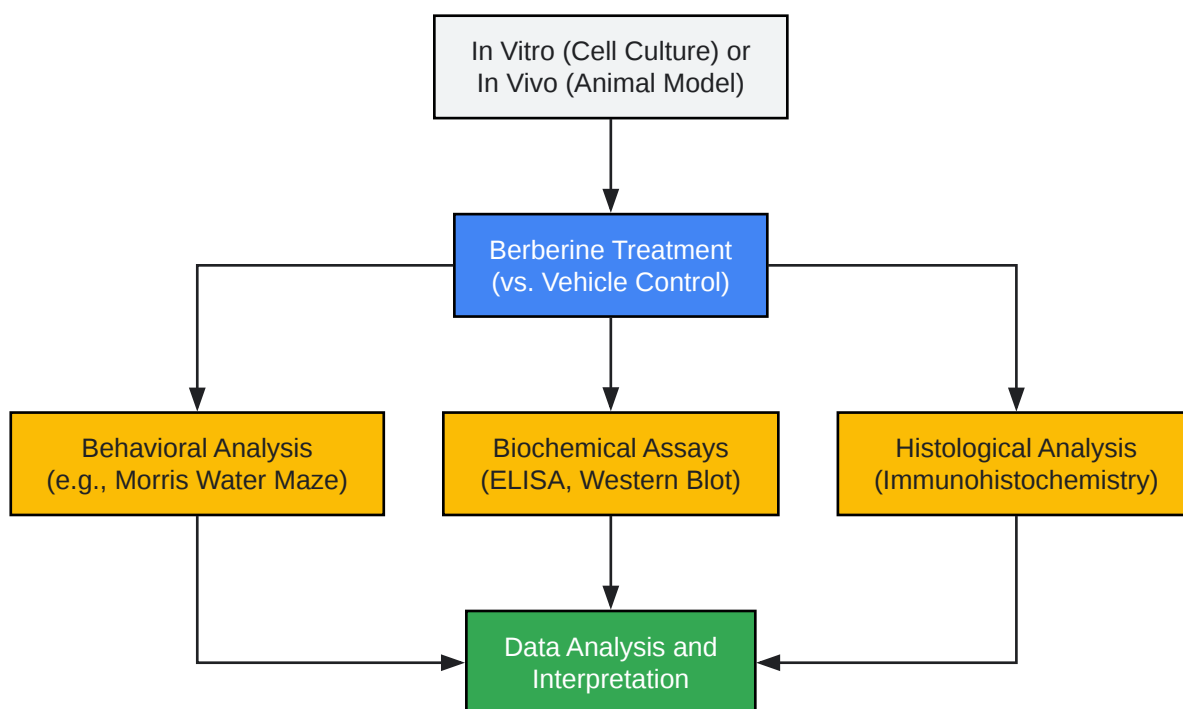 In Vitro (Cell Culture) or
In Vivo (Animal Model)
Berberine Treatment
(vs. Vehicle Control)
Behavioral Analysis
(e.g., Morris Water Maze)
Biochemical Assays
(ELISA, Western Blot)
Histological Analysis
(Immunohistochemistry)
Data Analysis and
Interpretation